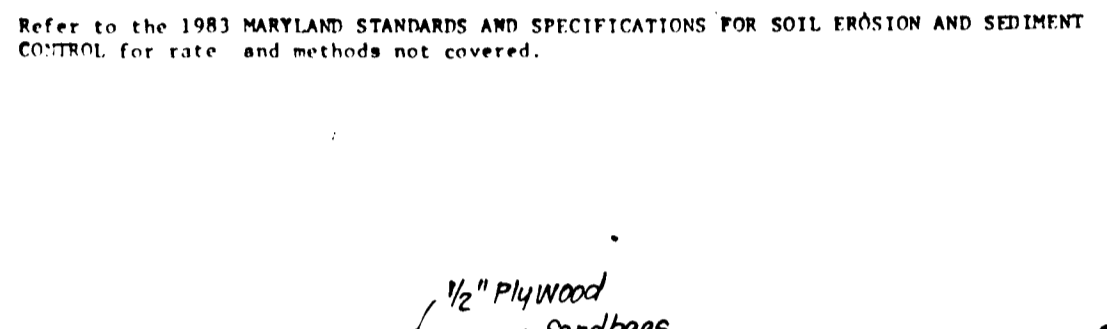 Refer to the 1983 MARYLAND STANDARDS AND SPECIFICATIONS FOR SOIL EROSION AND SEDIMENT
CONTROL for rate and methods not covered.
1/2" Plywood
Sandbags